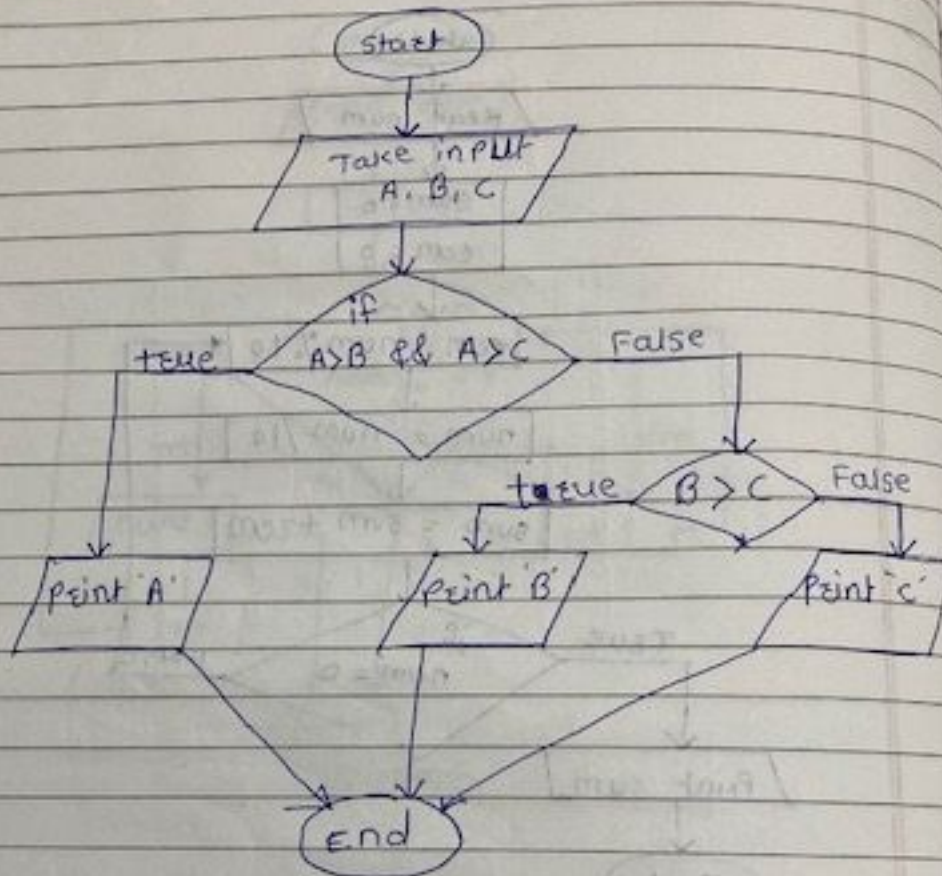 Start
Take input
A, B, C
if
A>B && A>C
true
False
B > C
true
False
Print 'A'
Print 'B'
Print 'C'
End